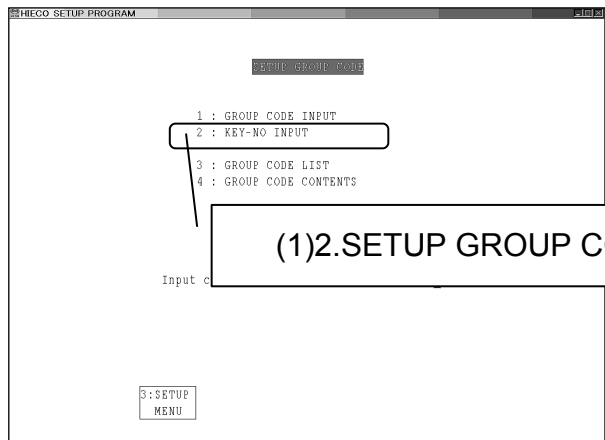 HIECO SETUP PROGRAM
SETUP GROUP CODE
1 : GROUP CODE INPUT
2 : KEY-NO INPUT
3 : GROUP CODE LIST
4 : GROUP CODE CONTENTS
(1)2.SETUP GROUP C
Input c
3:SETUP
MENU